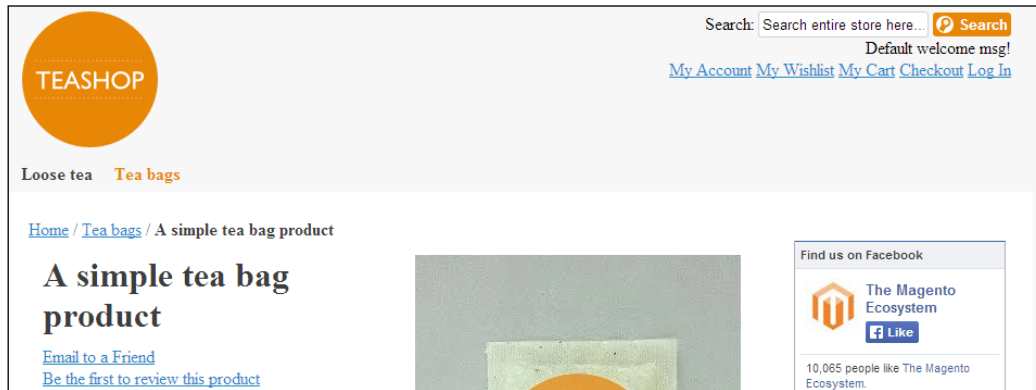 TEASHOP
Search: Search entire store here... Search
Default welcome msg!
My Account My Wishlist My Cart Checkout Log In
Loose tea Tea bags
Home / Tea bags / A simple tea bag product
A simple tea bag
product
Email to a Friend
Be the first to review this product
Find us on Facebook
The Magento
Ecosystem
Like
10,065 people like The Magento
Ecosystem.